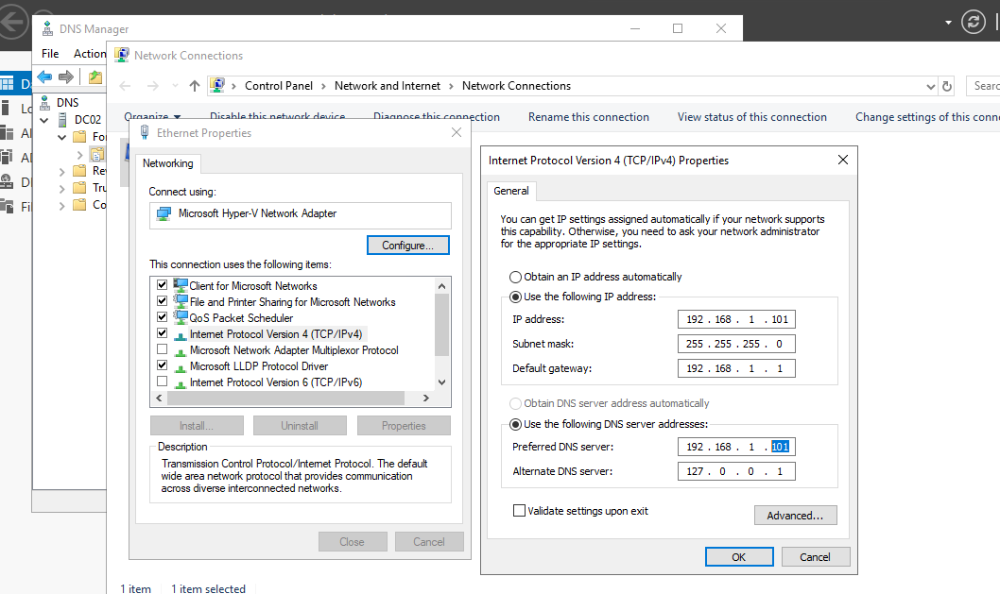 DNS Manager
File
Action
Network Connections
Control Panel
Network and Internet
Network Connections
Organize
Disable this network device
Diagnose this connection
Rename this connection
View status of this connection
Change settings of this conn
DNS
DC02
Ethernet Properties
Networking
Connect using:
Microsoft Hyper-V Network Adapter
Configure...
This connection uses the following items:
Client for Microsoft Networks
File and Printer Sharing for Microsoft Networks
QoS Packet Scheduler
Internet Protocol Version 4 (TCP/IPv4)
Microsoft Network Adapter Multiplexor Protocol
Microsoft LLDP Protocol Driver
Internet Protocol Version 6 (TCP/IPv6)
Install...
Uninstall
Properties
Description
Transmission Control Protocol/Internet Protocol. The default
wide area network protocol that provides communication
across diverse interconnected networks.
Close
Cancel
Internet Protocol Version 4 (TCP/IPv4) Properties
General
You can get IP settings assigned automatically if your network supports
this capability. Otherwise, you need to ask your network administrator
for the appropriate IP settings.
Obtain an IP address automatically
Use the following IP address:
IP address: 192 . 168 . 1 . 101
Subnet mask: 255 . 255 . 255 . 0
Default gateway: 192 . 168 . 1 . 1
Obtain DNS server address automatically
Use the following DNS server addresses:
Preferred DNS server: 192 . 168 . 1 . 101
Alternate DNS server: 127 . 0 . 0 . 1
Validate settings upon exit
Advanced...
OK
Cancel
1 item
1 item selected